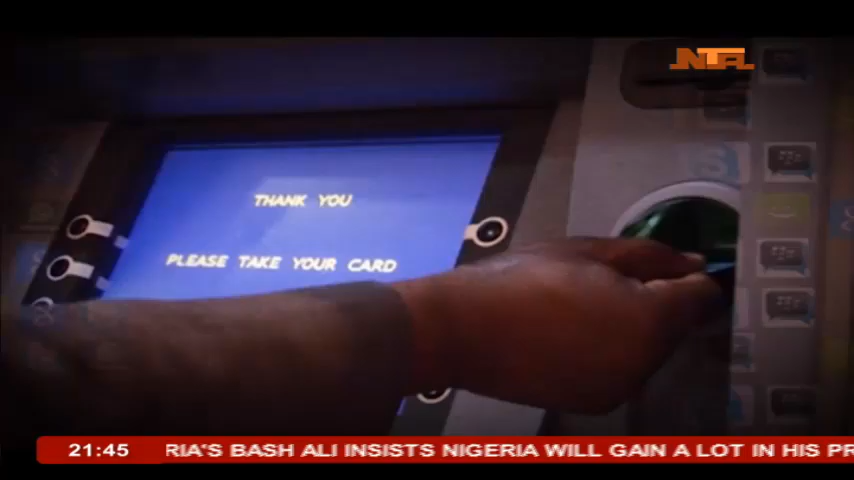 NTA
THANK YOU
PLEASE TAKE YOUR CARD
21:45 RIA'S BASH ALI INSISTS NIGERIA WILL GAIN A LOT IN HIS PR